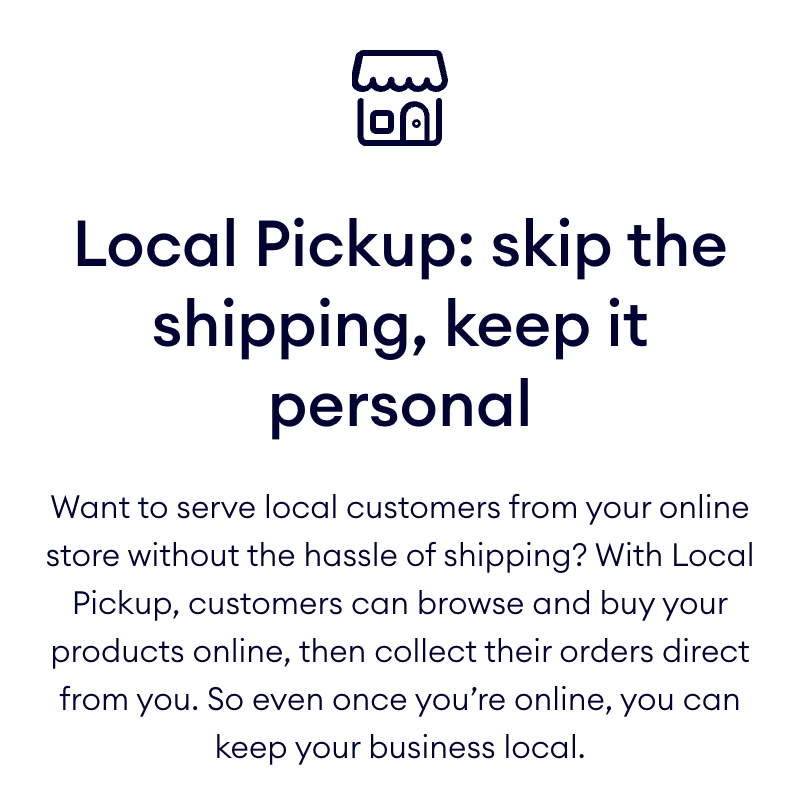 Local Pickup: skip the
shipping, keep it
personal
Want to serve local customers from your online
store without the hassle of shipping? With Local
Pickup, customers can browse and buy your
products online, then collect their orders direct
from you. So even once you’re online, you can
keep your business local.